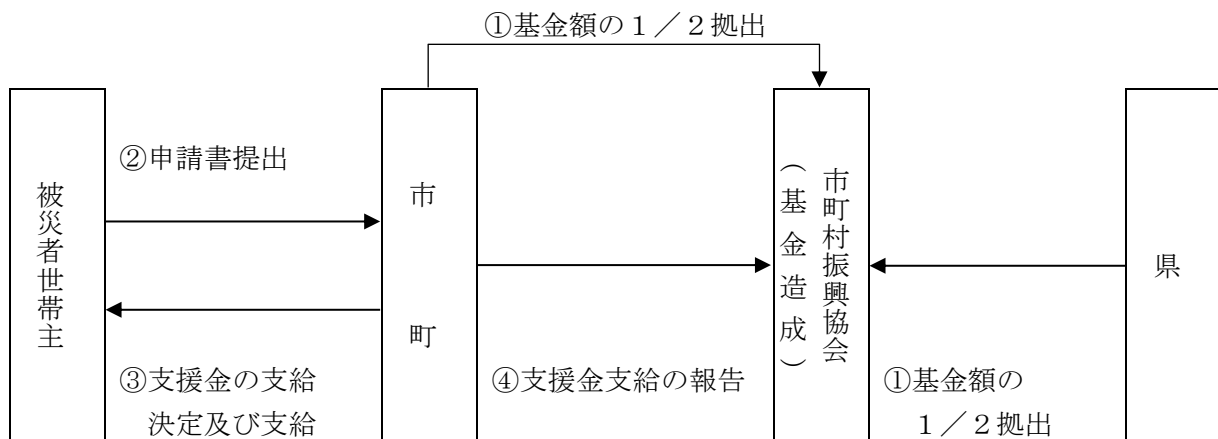 ①基金額の１／２拠出
②申請書提出
被災者世帯主
市町
市町村振興協会
（基金造成）
県
③支援金の支給
決定及び支給
④支援金支給の報告
①基金額の
１／２拠出